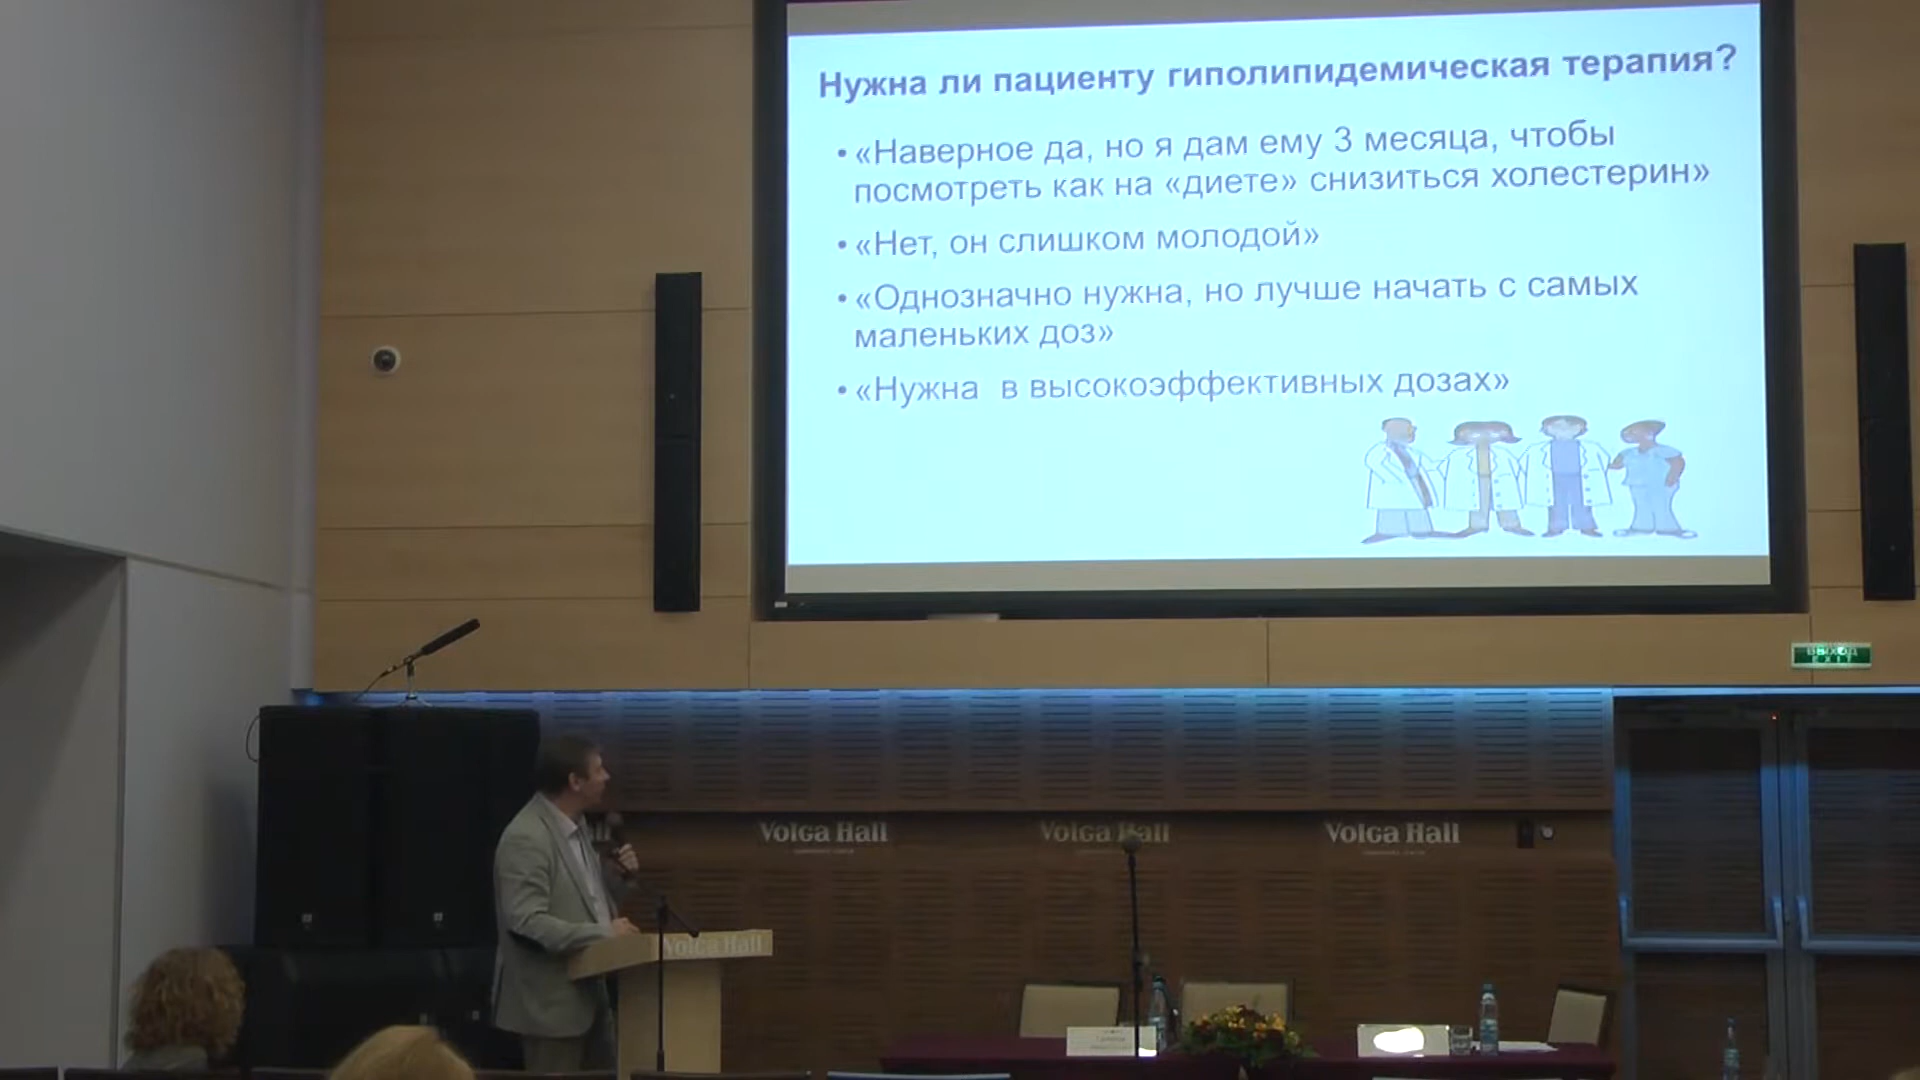 Нужна ли пациенту гиполипидемическая терапия?
• «Наверное да, но я дам ему 3 месяца, чтобы
посмотреть как на «диете» снизиться холестерин»
• «Нет, он слишком молодой»
• «Однозначно нужна, но лучше начать с самых
маленьких доз»
• «Нужна в высокоэффективных дозах»
ВЫХОД
EXIT
Volga Hall
Volga Hall
Volga Hall
Volga Hall